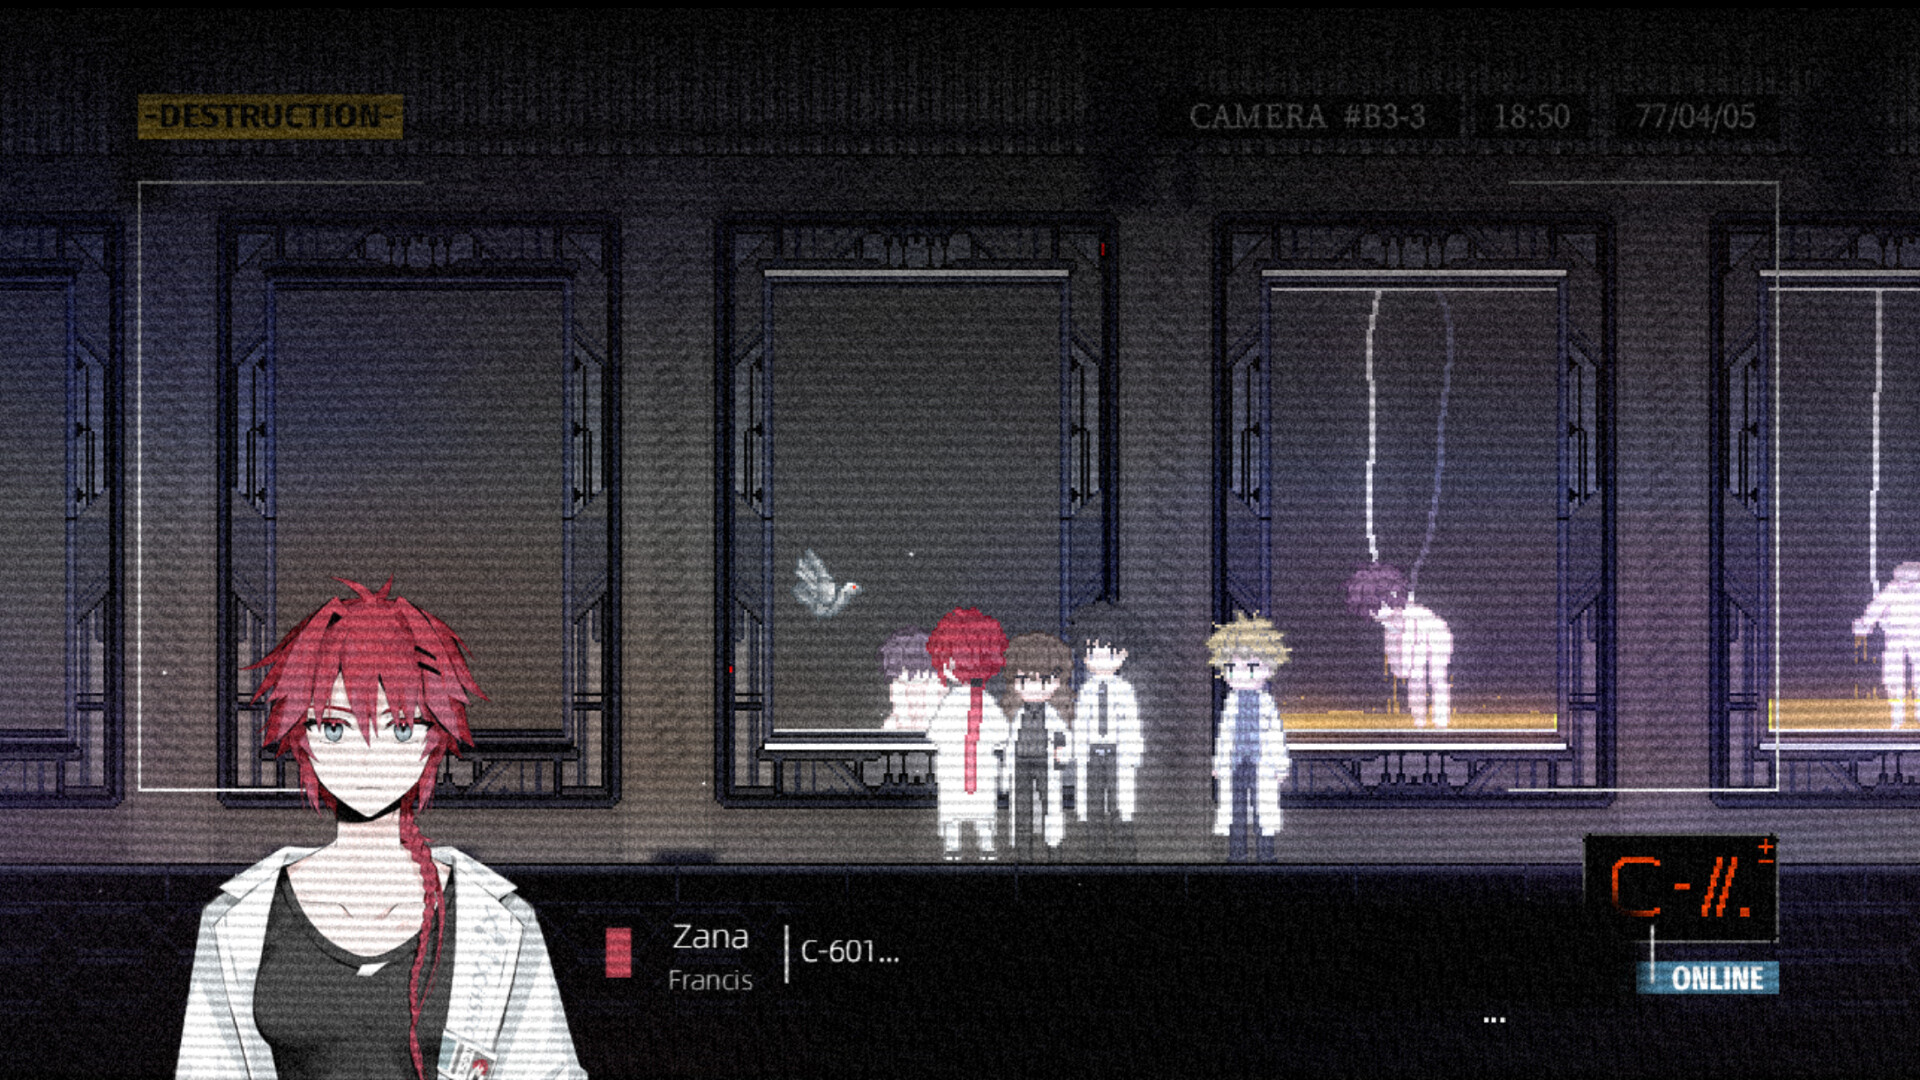 -DESTRUCTION-
CAMERA #B3-3 18:50 77/04/05
C-//.±
ONLINE
Zana
Francis
C-601...
...